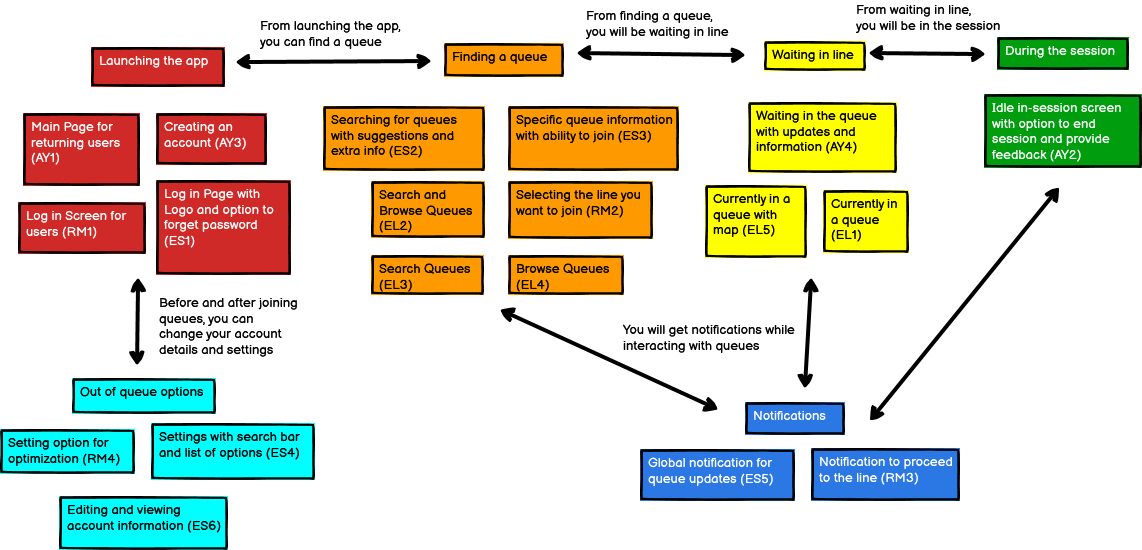 From launching the app,
you can find a queue
From finding a queue,
you will be waiting in line
From waiting in line,
you will be in the session
Launching the app
Finding a queue
Waiting in line
During the session
Main Page for
returning users
(AY1)
Creating an
account (AY3)
Log in Screen for
users (RM1)
Log in Page with
Logo and option to
forget password
(ES1)
Searching for queues
with suggestions and
extra info (ES2)
Specific queue information
with ability to join (ES3)
Search and
Browse Queues
(EL2)
Selecting the line you
want to join (RM2)
Search Queues
(EL3)
Browse Queues
(EL4)
Waiting in the queue
with updates and
information (AY4)
Currently in a
queue with
map (EL5)
Currently in
a queue
(EL1)
Idle in-session screen
with option to end
session and provide
feedback (AY2)
Before and after joining
queues, you can
change your account
details and settings
You will get notifications while
interacting with queues
Out of queue options
Setting option for
optimization (RM4)
Settings with search bar
and list of options (ES4)
Editing and viewing
account information (ES6)
Notifications
Global notification for
queue updates (ES5)
Notification to proceed
to the line (RM3)